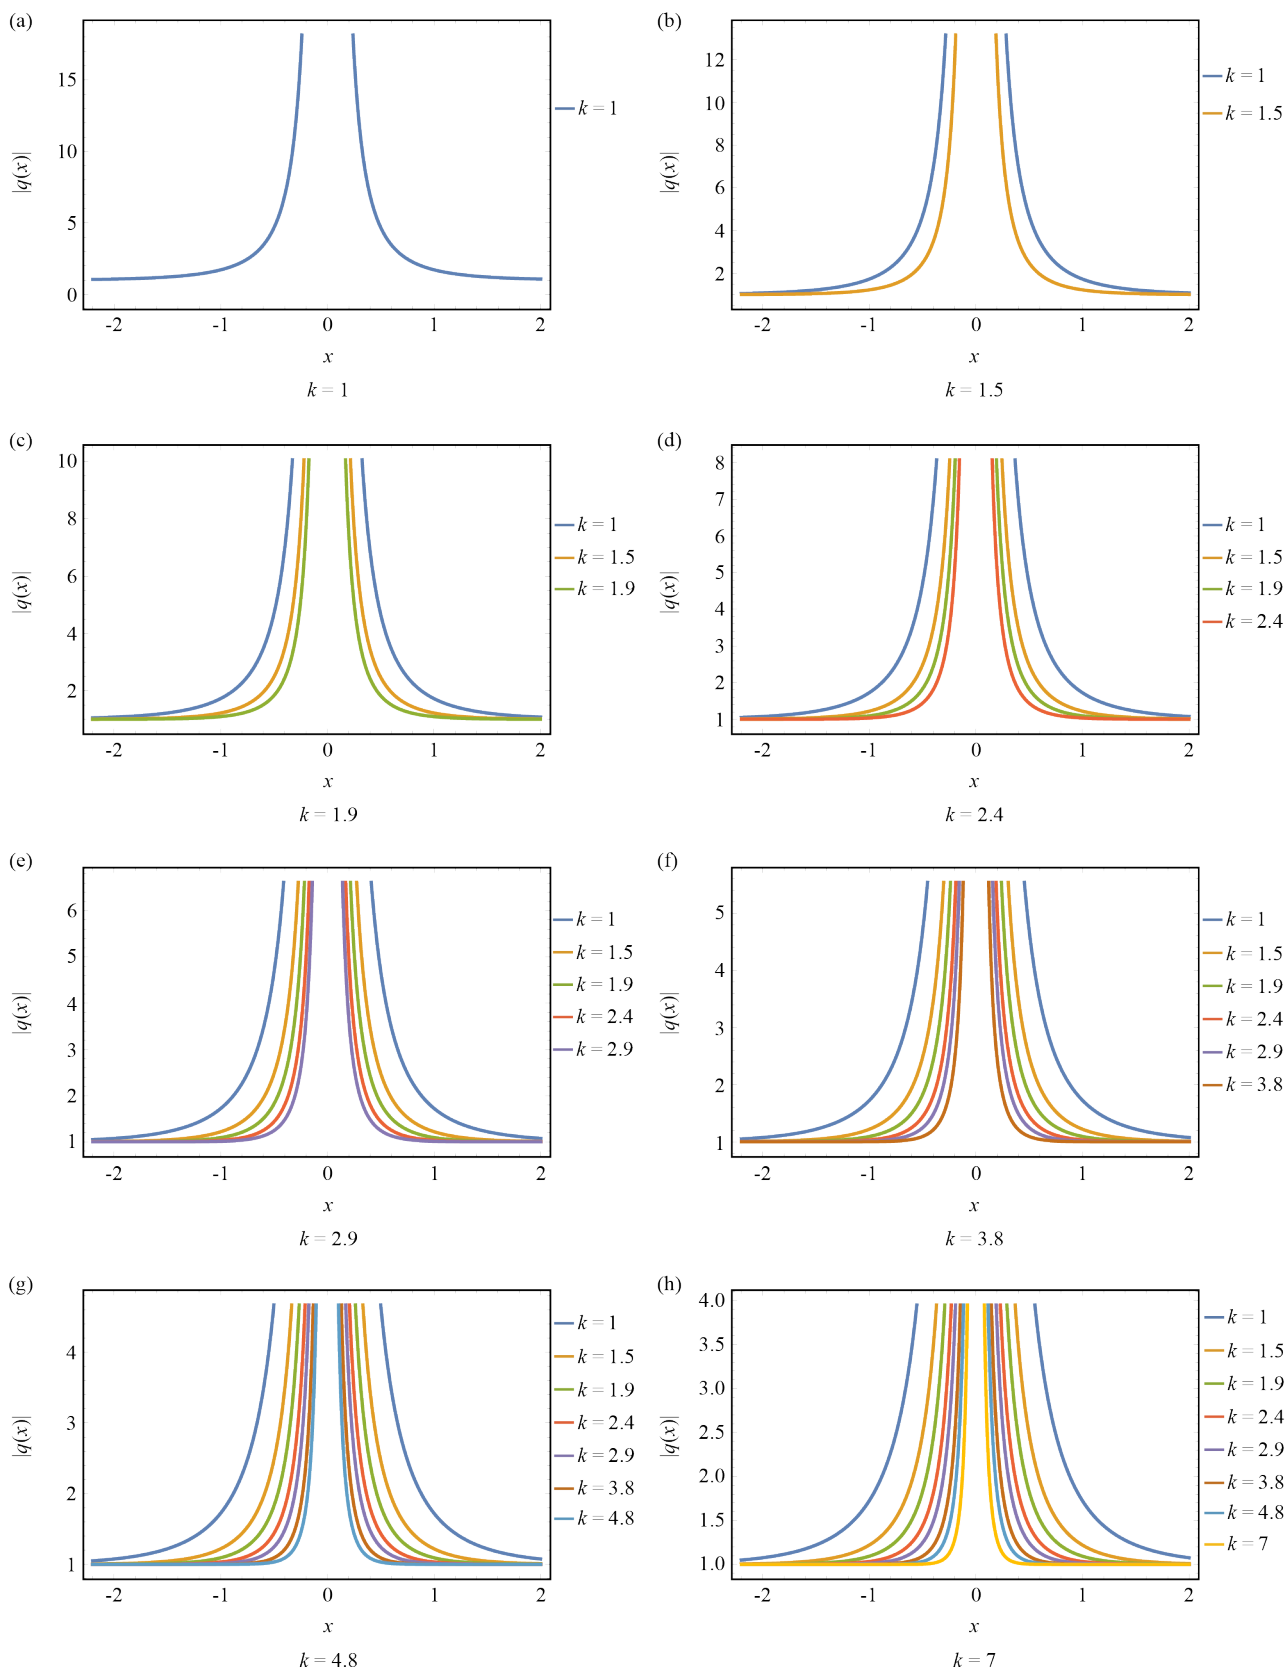 (a)
|q(x)|
15
10
5
0
-2 -1 0 1 2
x
k = 1
k = 1
(b)
|q(x)|
12
10
8
6
4
2
-2 -1 0 1 2
x
k = 1
k = 1.5
k = 1.5
(c)
|q(x)|
10
8
6
4
2
-2 -1 0 1 2
x
k = 1
k = 1.5
k = 1.9
k = 1.9
(d)
|q(x)|
8
7
6
5
4
3
2
1
-2 -1 0 1 2
x
k = 1
k = 1.5
k = 1.9
k = 2.4
k = 2.4
(e)
|q(x)|
6
5
4
3
2
1
-2 -1 0 1 2
x
k = 1
k = 1.5
k = 1.9
k = 2.4
k = 2.9
k = 2.9
(f)
|q(x)|
5
4
3
2
1
-2 -1 0 1 2
x
k = 1
k = 1.5
k = 1.9
k = 2.4
k = 2.9
k = 3.8
k = 3.8
(g)
|q(x)|
4
3
2
1
-2 -1 0 1 2
x
k = 1
k = 1.5
k = 1.9
k = 2.4
k = 2.9
k = 3.8
k = 4.8
k = 4.8
(h)
|q(x)|
4.0
3.5
3.0
2.5
2.0
1.5
1.0
-2 -1 0 1 2
x
k = 1
k = 1.5
k = 1.9
k = 2.4
k = 2.9
k = 3.8
k = 4.8
k = 7
k = 7